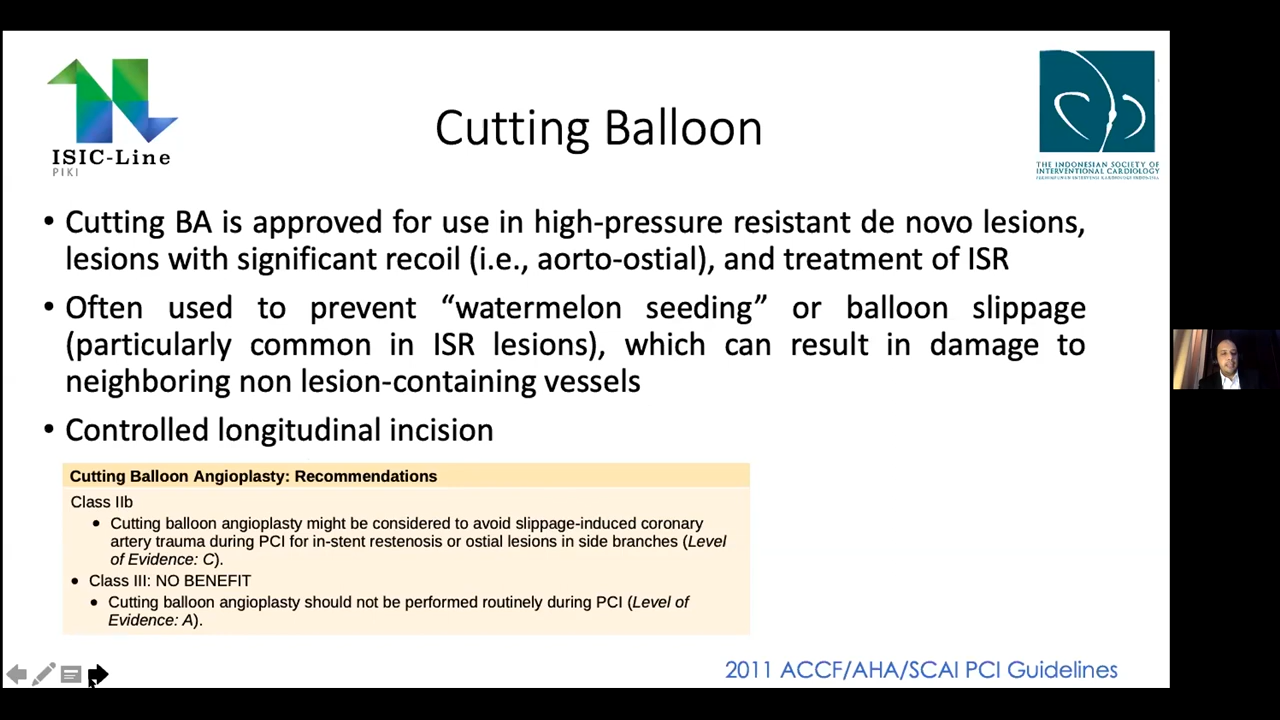 ISIC-Line
PIKI
THE INDONESIAN SOCIETY OF
INTERVENTIONAL CARDIOLOGY
Cutting Balloon
• Cutting BA is approved for use in high-pressure resistant de novo lesions,
lesions with significant recoil (i.e., aorto-ostial), and treatment of ISR
• Often used to prevent “watermelon seeding” or balloon slippage
(particularly common in ISR lesions), which can result in damage to
neighboring non lesion-containing vessels
• Controlled longitudinal incision
Cutting Balloon Angioplasty: Recommendations
Class IIb
• Cutting balloon angioplasty might be considered to avoid slippage-induced coronary
artery trauma during PCI for in-stent restenosis or ostial lesions in side branches (Level
of Evidence: C).
• Class III: NO BENEFIT
• Cutting balloon angioplasty should not be performed routinely during PCI (Level of
Evidence: A).
2011 ACCF/AHA/SCAI PCI Guidelines